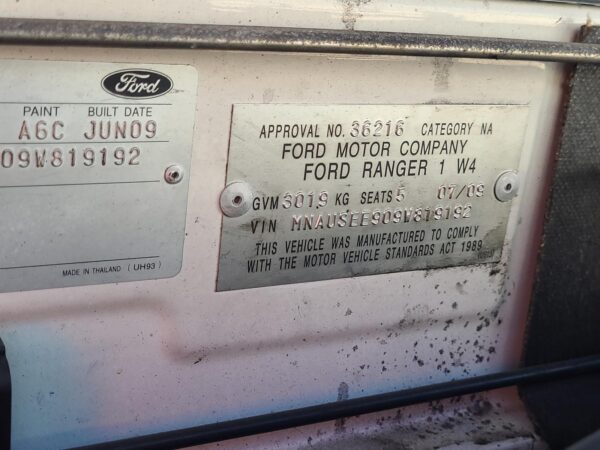 Ford
PAINT BUILT DATE
A6C JUN09
09W819192
MADE IN THAILAND (UH93)
APPROVAL NO. 36216 CATEGORY NA
FORD MOTOR COMPANY
FORD RANGER 1 W4
GVM 3019 KG SEATS 5 07/09
VIN MNAUSEE909W819192
THIS VEHICLE WAS MANUFACTURED TO COMPLY
WITH THE MOTOR VEHICLE STANDARDS ACT 1989